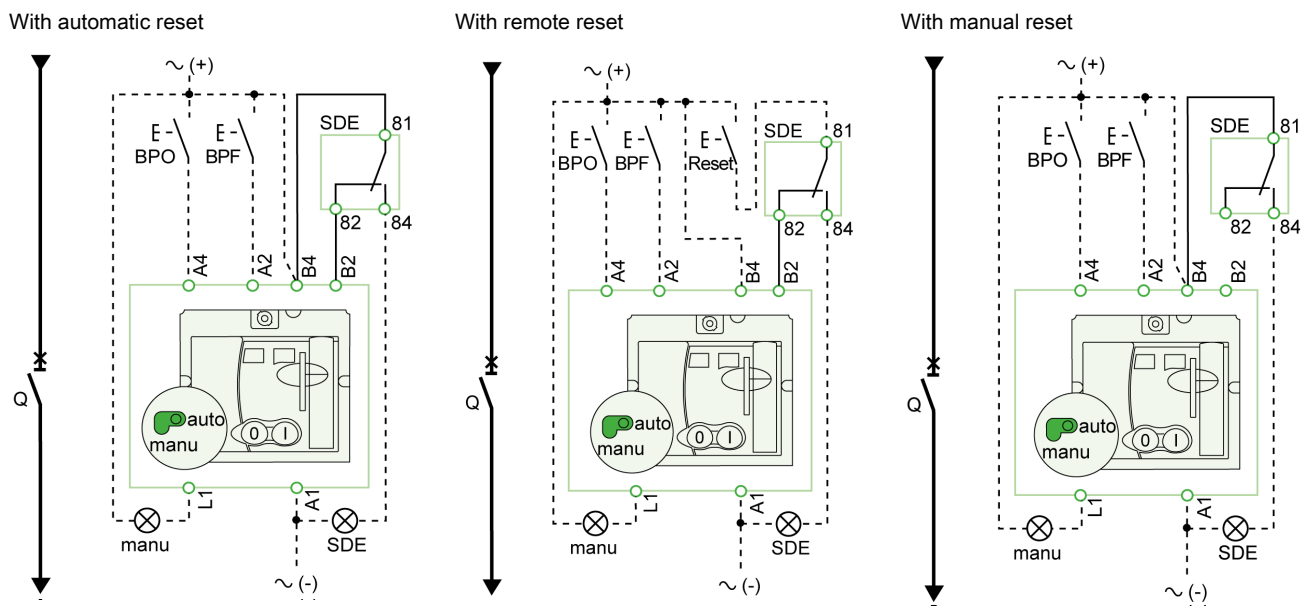 With automatic reset
∼ (+)
SDE
81
BPO
BPF
82
84
A4
A2
B4
B2
Q
auto
manu
0 I
L1
A1
manu
SDE
∼ (-)
With remote reset
∼ (+)
SDE
81
BPO
BPF
Reset
82
84
A4
A2
B4
B2
Q
auto
manu
0 I
L1
A1
manu
SDE
∼ (-)
With manual reset
∼ (+)
SDE
81
BPO
BPF
82
84
A4
A2
B4
B2
Q
auto
manu
0 I
L1
A1
manu
SDE
∼ (-)